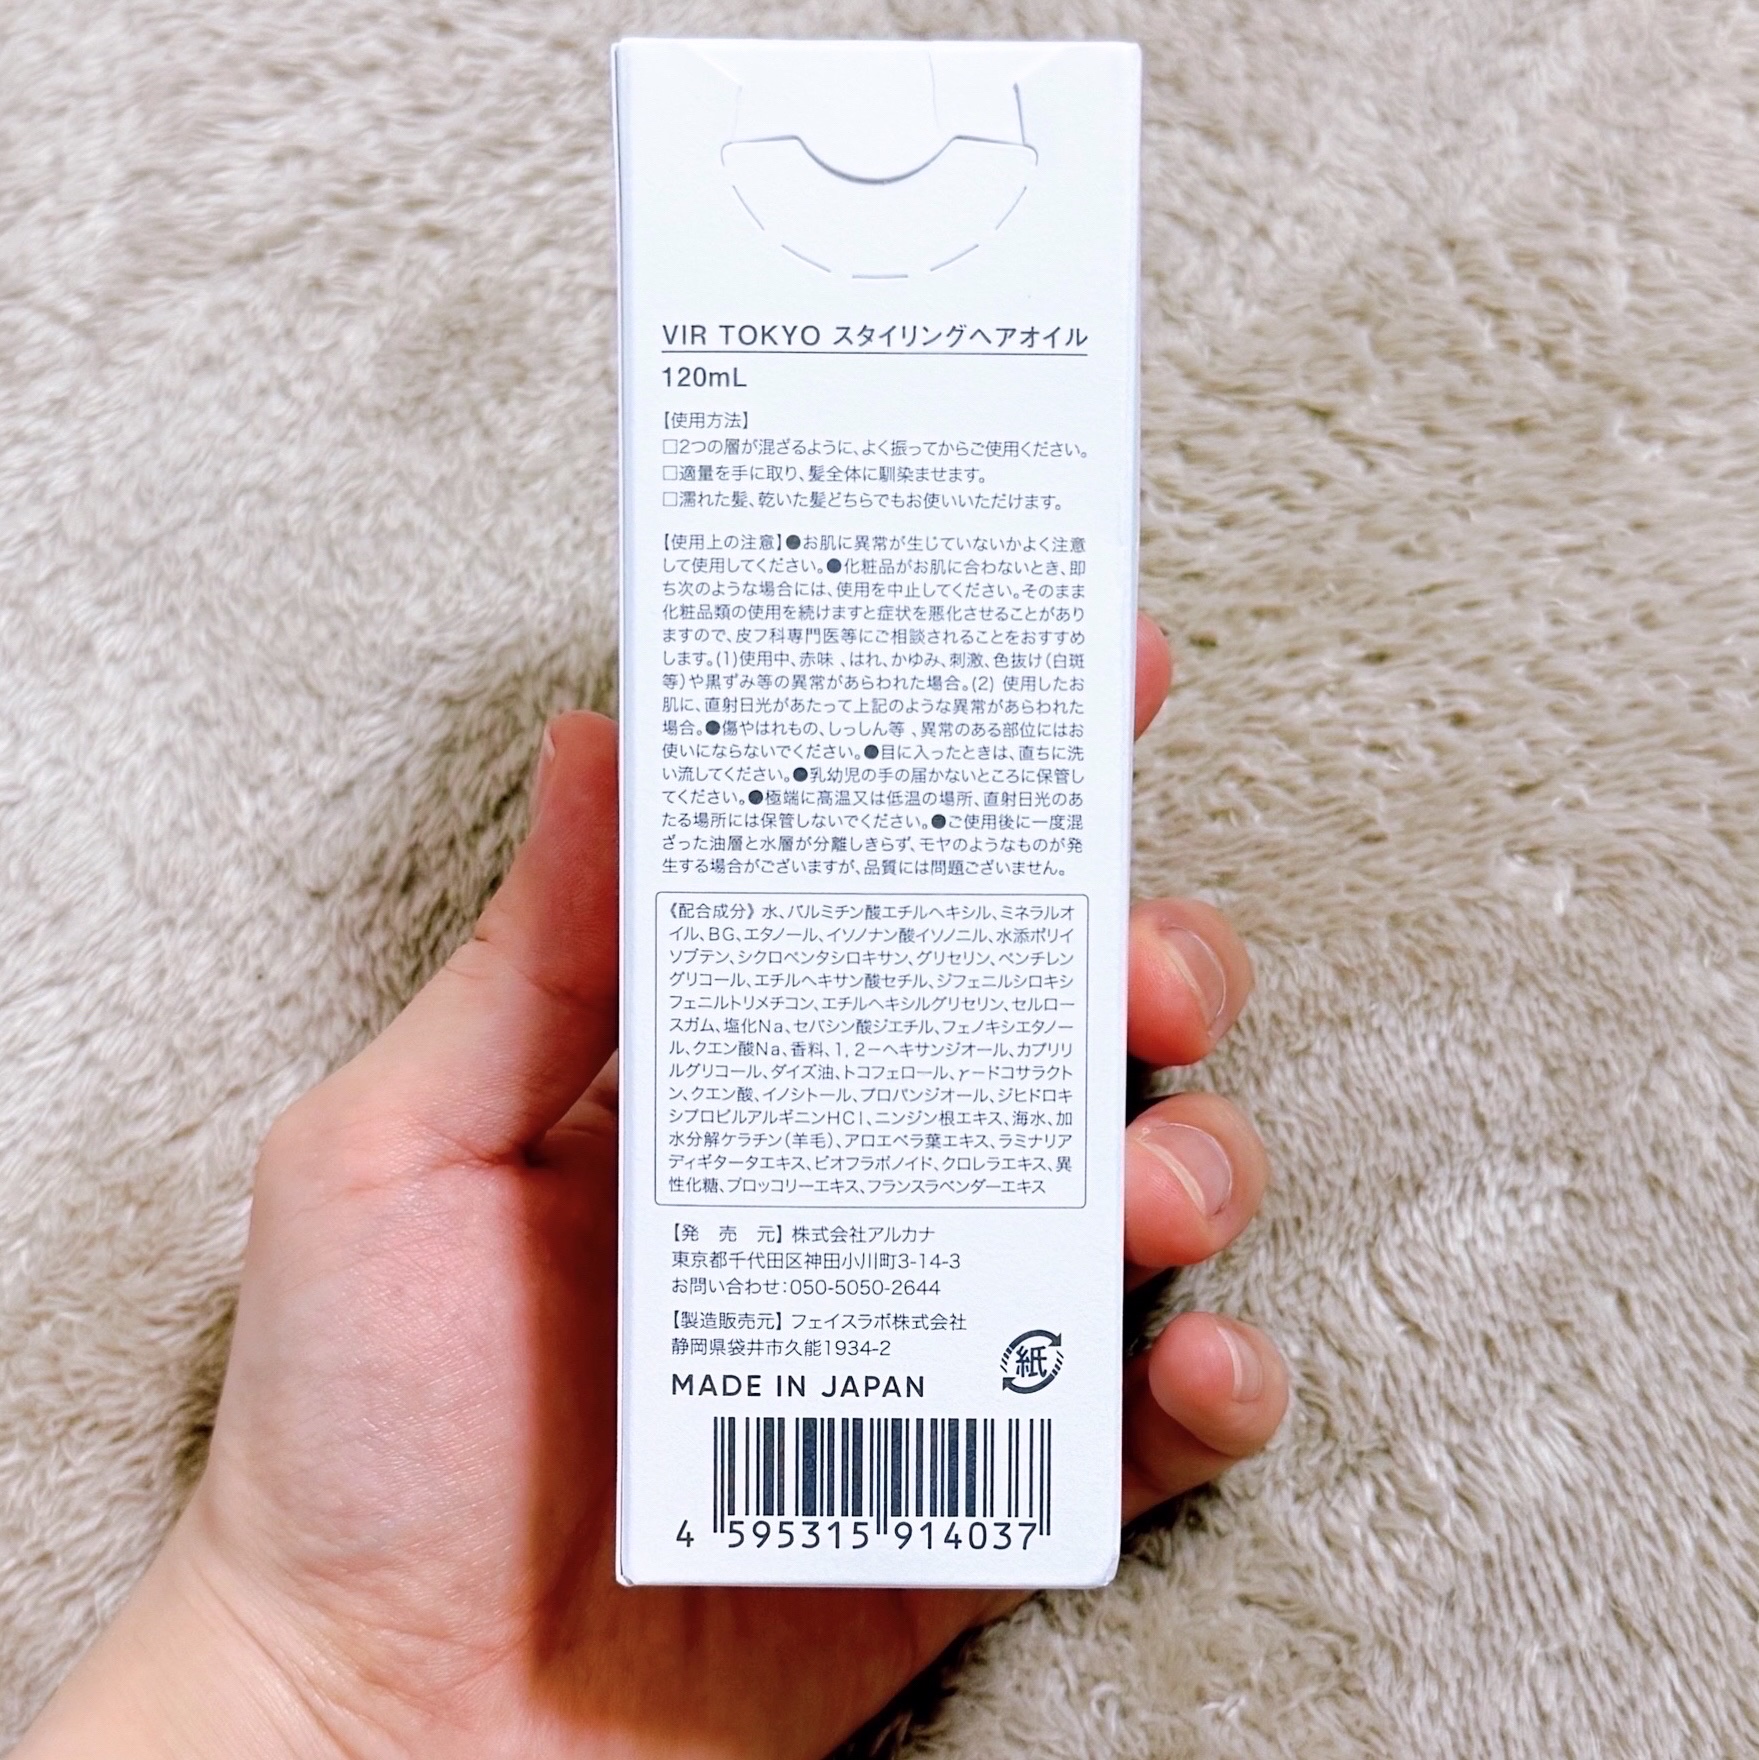 VIR TOKYO スタイリングヘアオイル
120mL
【使用方法】
□2つの層が混ざるように、よく振ってからご使用ください。
□適量を手に取り、髪全体に馴染ませます。
□濡れた髪、乾いた髪どちらでもお使いいただけます。
【使用上の注意】●お肌に異常が生じていないかよく注意
して使用してください。●化粧品がお肌に合わないとき、即
ち次のような場合には、使用を中止してください。そのまま
化粧品類の使用を続けますと症状を悪化させることがあり
ますので、皮フ科専門医等にご相談されることをおすすめ
します。(1)使用中、赤味、はれ、かゆみ、刺激、色抜け(白斑
等)や黒ずみ等の異常があらわれた場合。(2) 使用したお
肌に、直射日光があたって上記のような異常があらわれた
場合。●傷やはれもの、しっしん等、異常のある部位にはお
使いにならないでください。●目に入ったときは、直ちに洗
い流してください。●乳幼児の手の届かないところに保管し
てください。●極端に高温又は低温の場所、直射日光のあ
たる場所には保管しないでください。●ご使用後に一度混
ざった油層と水層が分離しきらず、モヤのようなものが発
生する場合がございますが、品質には問題ございません。
《配合成分》水、パルミチン酸エチルヘキシル、ミネラルオ
イル、BG、エタノール、イソノナン酸イソノニル、水添ポリイ
ソブテン、シクロペンタシロキサン、グリセリン、ペンチレン
グリコール、エチルヘキサン酸セチル、ジフェニルシロキシ
フェニルトリメチコン、エチルヘキシルグリセリン、セルロー
スガム、塩化Na、セバシン酸ジエチル、フェノキシエタノー
ル、クエン酸Na、香料、1,2-ヘキサンジオール、カプリリ
ルグリコール、ダイズ油、トコフェロール、γ-ドコサラクト
ン、クエン酸、イノシトール、プロパンジオール、ジヒドロキ
シプロピルアルギニンHCl、ニンジン根エキス、海水、加
水分解ケラチン(羊毛)、アロエベラ葉エキス、ラミナリア
ディギタータエキス、ビオフラボノイド、クロレラエキス、異
性化糖、ブロッコリーエキス、フランスラベンダーエキス
【発　売　元】株式会社アルカナ
東京都千代田区神田小川町3-14-3
お問い合わせ:050-5050-2644
【製造販売元】フェイスラボ株式会社
静岡県袋井市久能1934-2
紙
MADE IN JAPAN
4 595315 914037